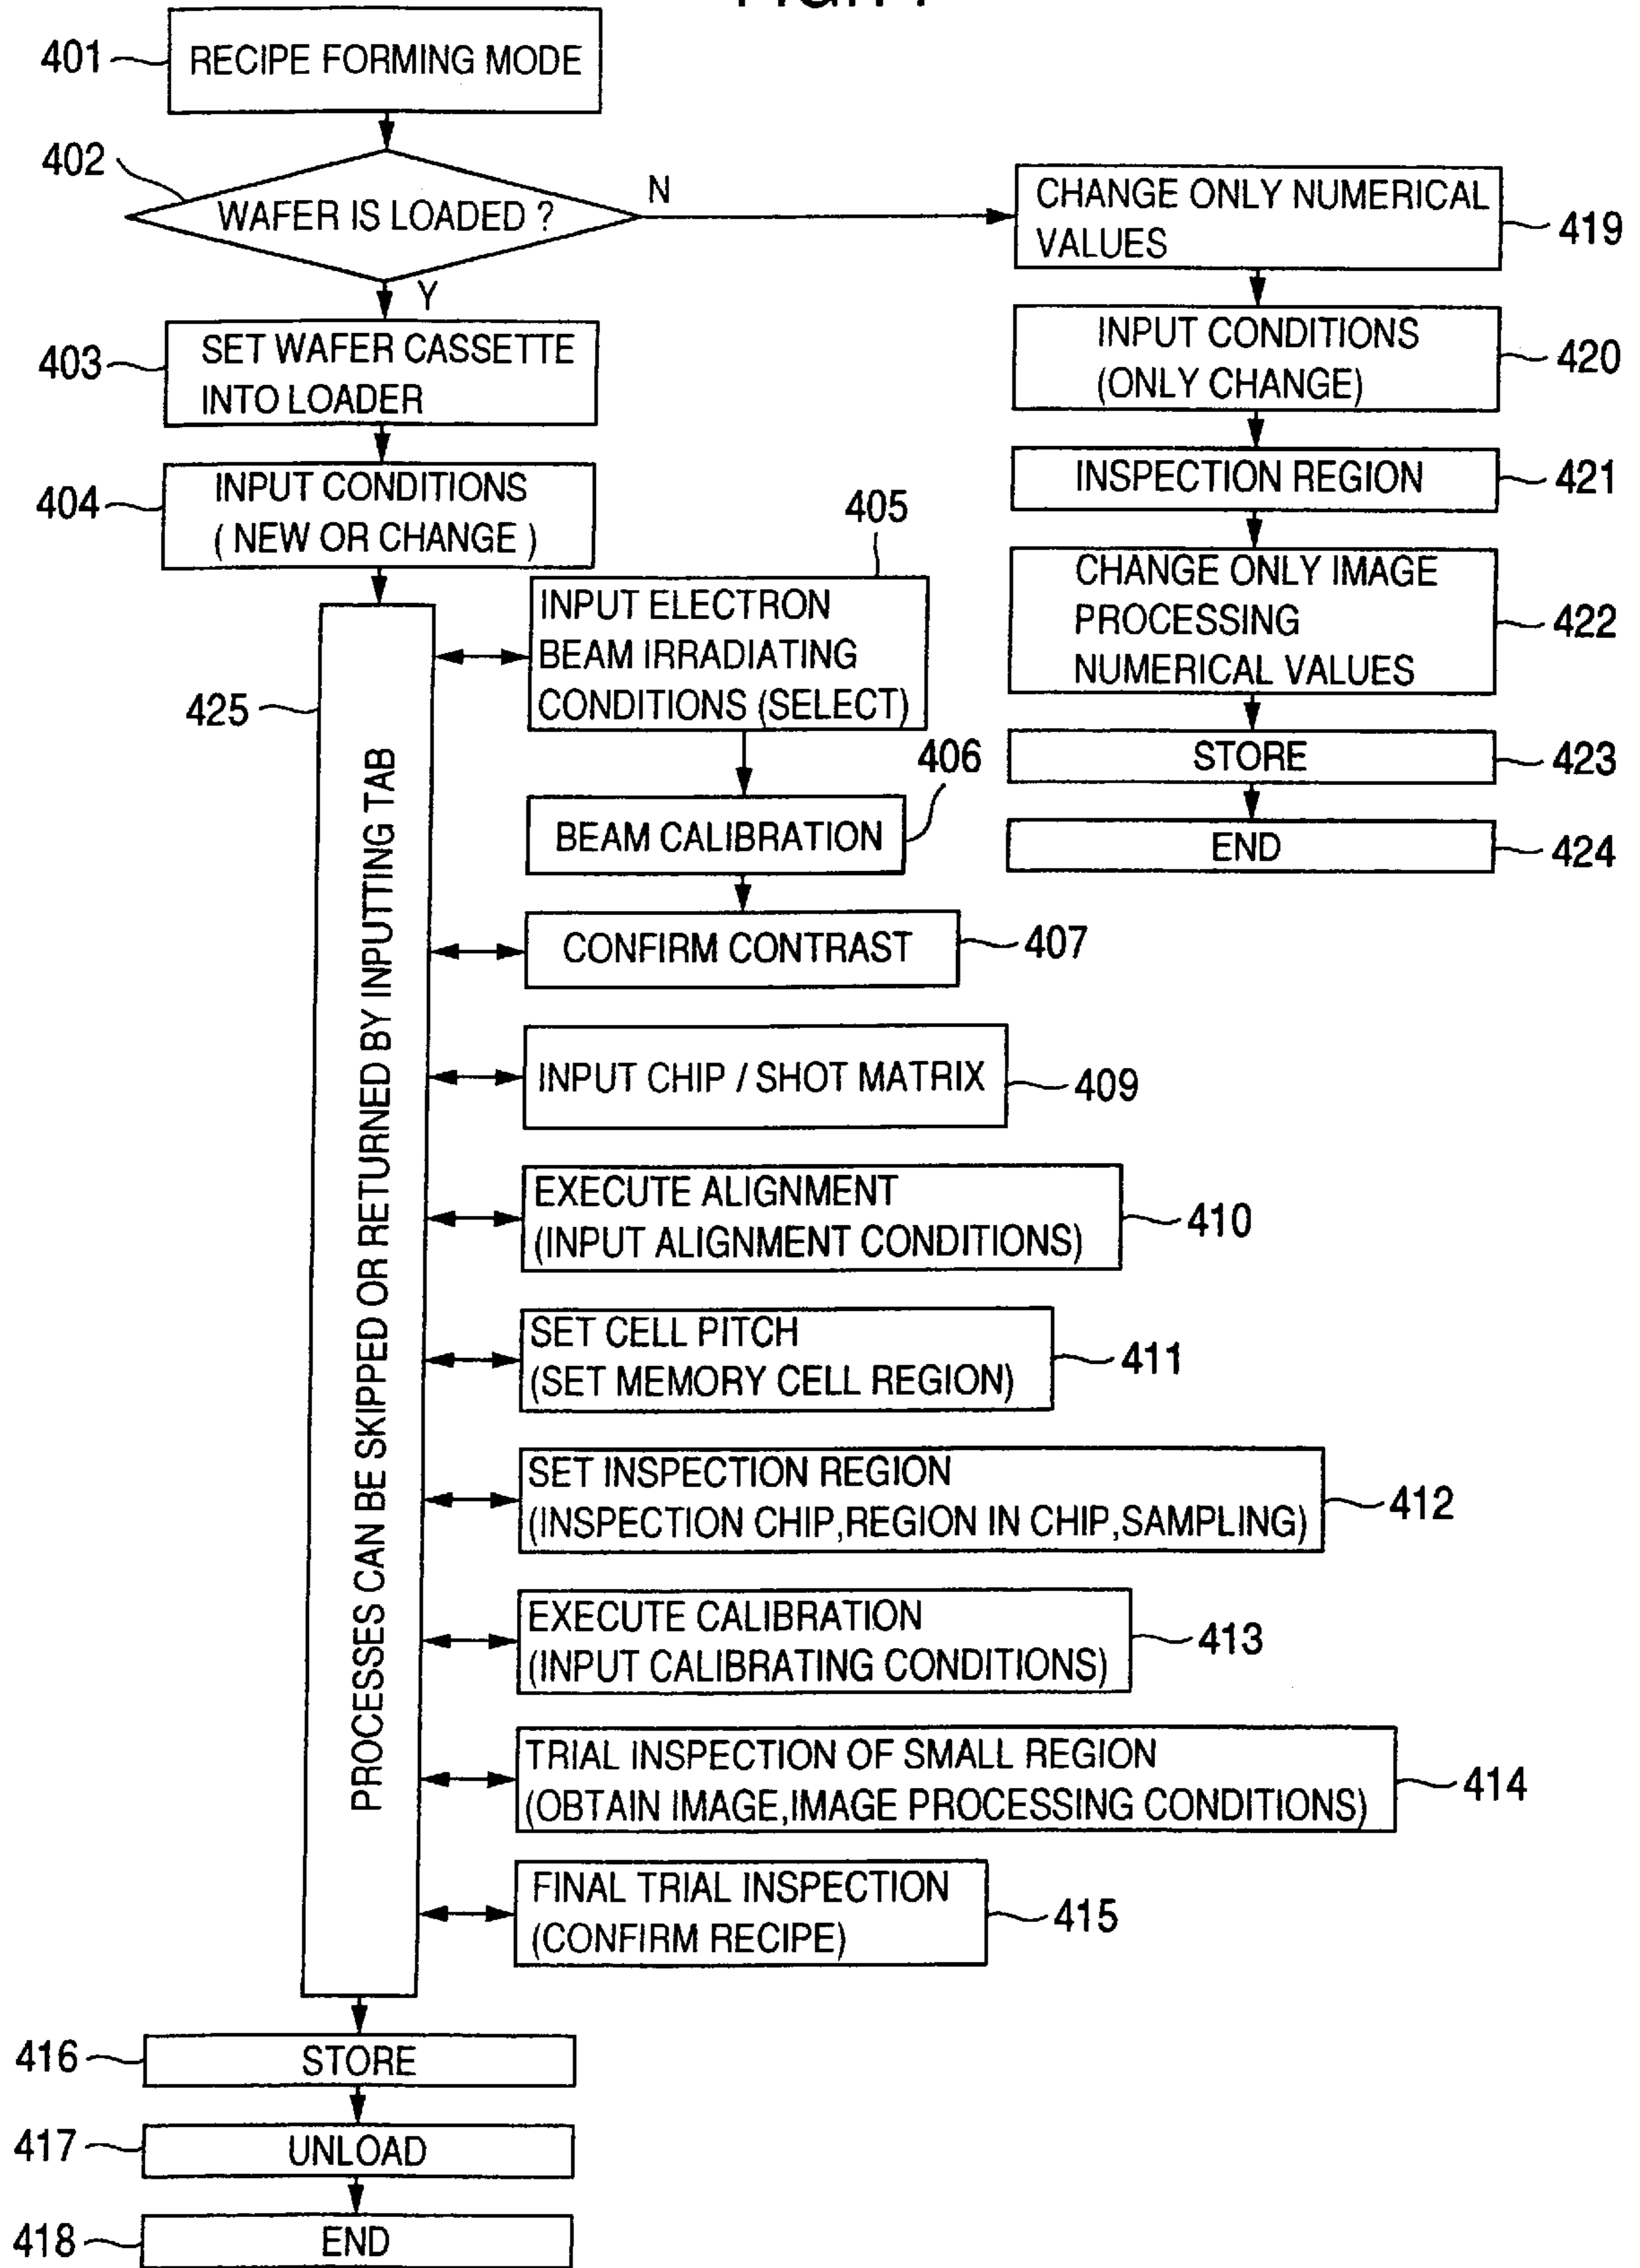 401
RECIPE FORMING MODE
402
WAFER IS LOADED ?
N
Y
CHANGE ONLY NUMERICAL
VALUES
419
403
SET WAFER CASSETTE
INTO LOADER
INPUT CONDITIONS
(ONLY CHANGE)
420
404
INPUT CONDITIONS
( NEW OR CHANGE )
INSPECTION REGION
421
405
INPUT ELECTRON
BEAM IRRADIATING
CONDITIONS (SELECT)
CHANGE ONLY IMAGE
PROCESSING
NUMERICAL VALUES
422
425
PROCESSES CAN BE SKIPPED OR RETURNED BY INPUTTING TAB
STORE
423
406
BEAM CALIBRATION
END
424
CONFIRM CONTRAST
407
INPUT CHIP / SHOT MATRIX
409
EXECUTE ALIGNMENT
(INPUT ALIGNMENT CONDITIONS)
410
SET CELL PITCH
(SET MEMORY CELL REGION)
411
SET INSPECTION REGION
(INSPECTION CHIP,REGION IN CHIP,SAMPLING)
412
EXECUTE CALIBRATION
(INPUT CALIBRATING CONDITIONS)
413
TRIAL INSPECTION OF SMALL REGION
(OBTAIN IMAGE,IMAGE PROCESSING CONDITIONS)
414
FINAL TRIAL INSPECTION
(CONFIRM RECIPE)
415
416
STORE
417
UNLOAD
418
END